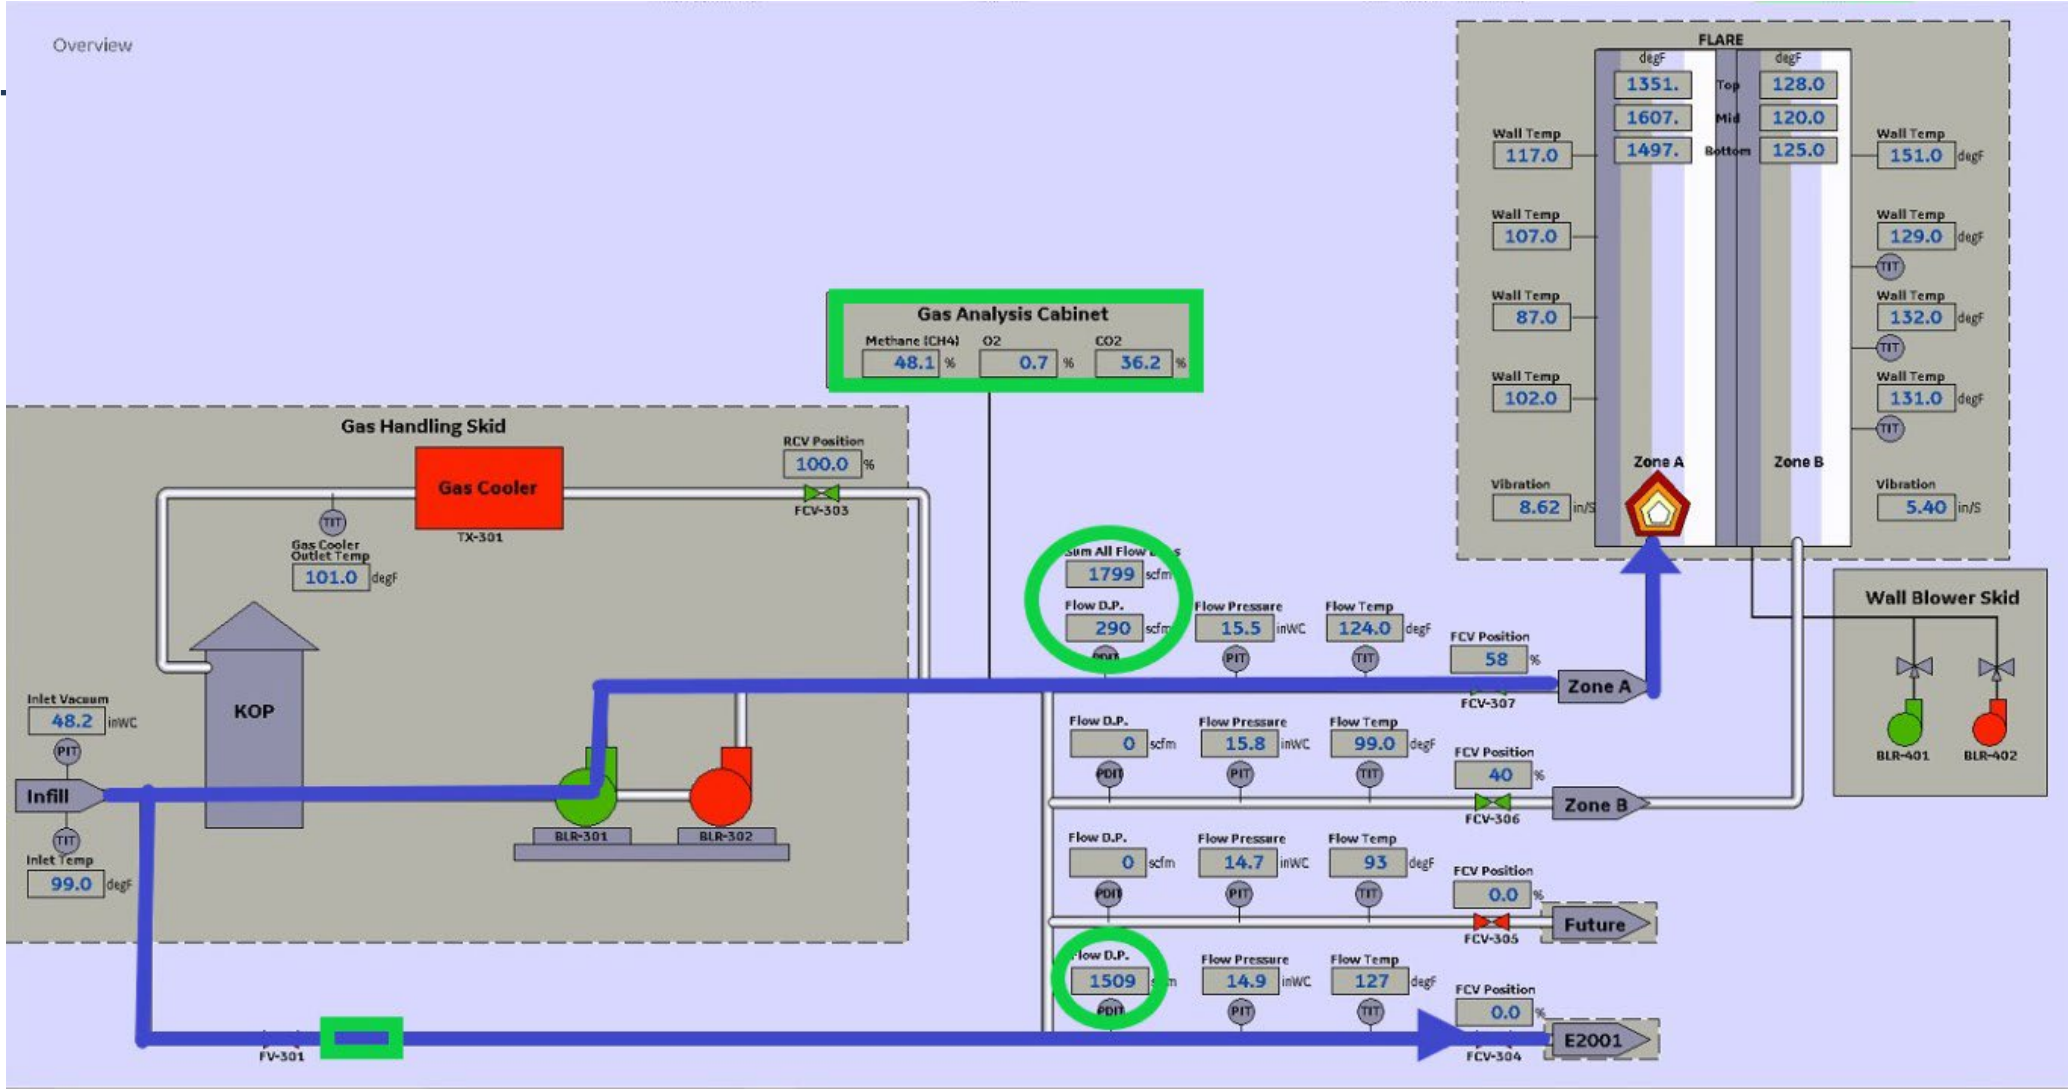 Overview
FLARE
degF degF
1351. Top 128.0
1607. Mid 120.0
1497. Bottom 125.0
Wall Temp
117.0
Wall Temp
151.0 degF
Wall Temp
107.0
Wall Temp
129.0 degF
TIT
Wall Temp
87.0
Wall Temp
132.0 degF
TIT
Wall Temp
102.0
Wall Temp
131.0 degF
TIT
Zone A Zone B
Vibration
8.62 in/S
Vibration
5.40 in/S
Gas Analysis Cabinet
Methane (CH4) O2 CO2
48.1 % 0.7 % 36.2 %
Gas Handling Skid
Gas Cooler
TX-301
RCV Position
100.0 %
FCV-303
TIT
Gas Cooler
Outlet Temp
101.0 degF
KOP
Inlet Vacuum
48.2 inWC
PIT
Infill
TIT
Inlet Temp
99.0 degF
BLR-301 BLR-302
FV-301
Sum All Flow
1799 scfm
Flow D.P. Flow Pressure Flow Temp
290 scfm 15.5 inWC 124.0 degF
PDIT PIT TIT
FCV Position
58 %
FCV-307
Zone A
Flow D.P. Flow Pressure Flow Temp
0 scfm 15.8 inWC 99.0 degF
PDIT PIT TIT
FCV Position
40 %
FCV-306
Zone B
Flow D.P. Flow Pressure Flow Temp
0 scfm 14.7 inWC 93 degF
PDIT PIT TIT
FCV Position
0.0 %
FCV-305
Future
Flow D.P. Flow Pressure Flow Temp
1509 14.9 inWC 127 degF
PDIT PIT TIT
FCV Position
0.0 %
FCV-304
E2001
Wall Blower Skid
BLR-401 BLR-402